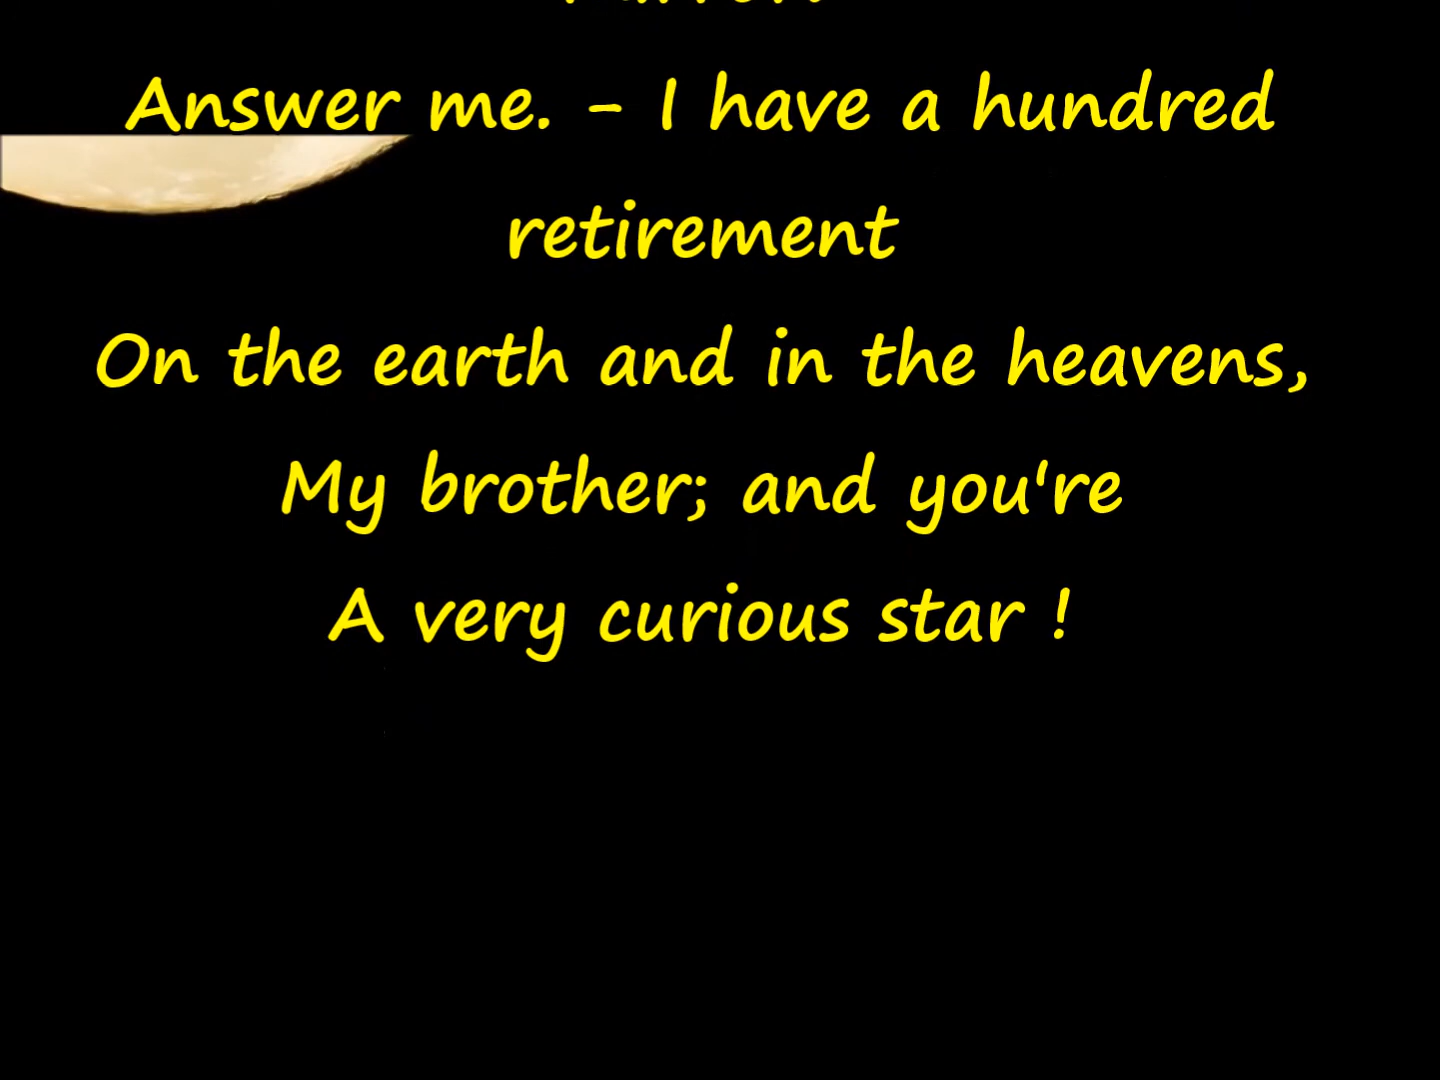 Answer me. - I have a hundred
retirement
On the earth and in the heavens,
My brother; and you're
A very curious star !